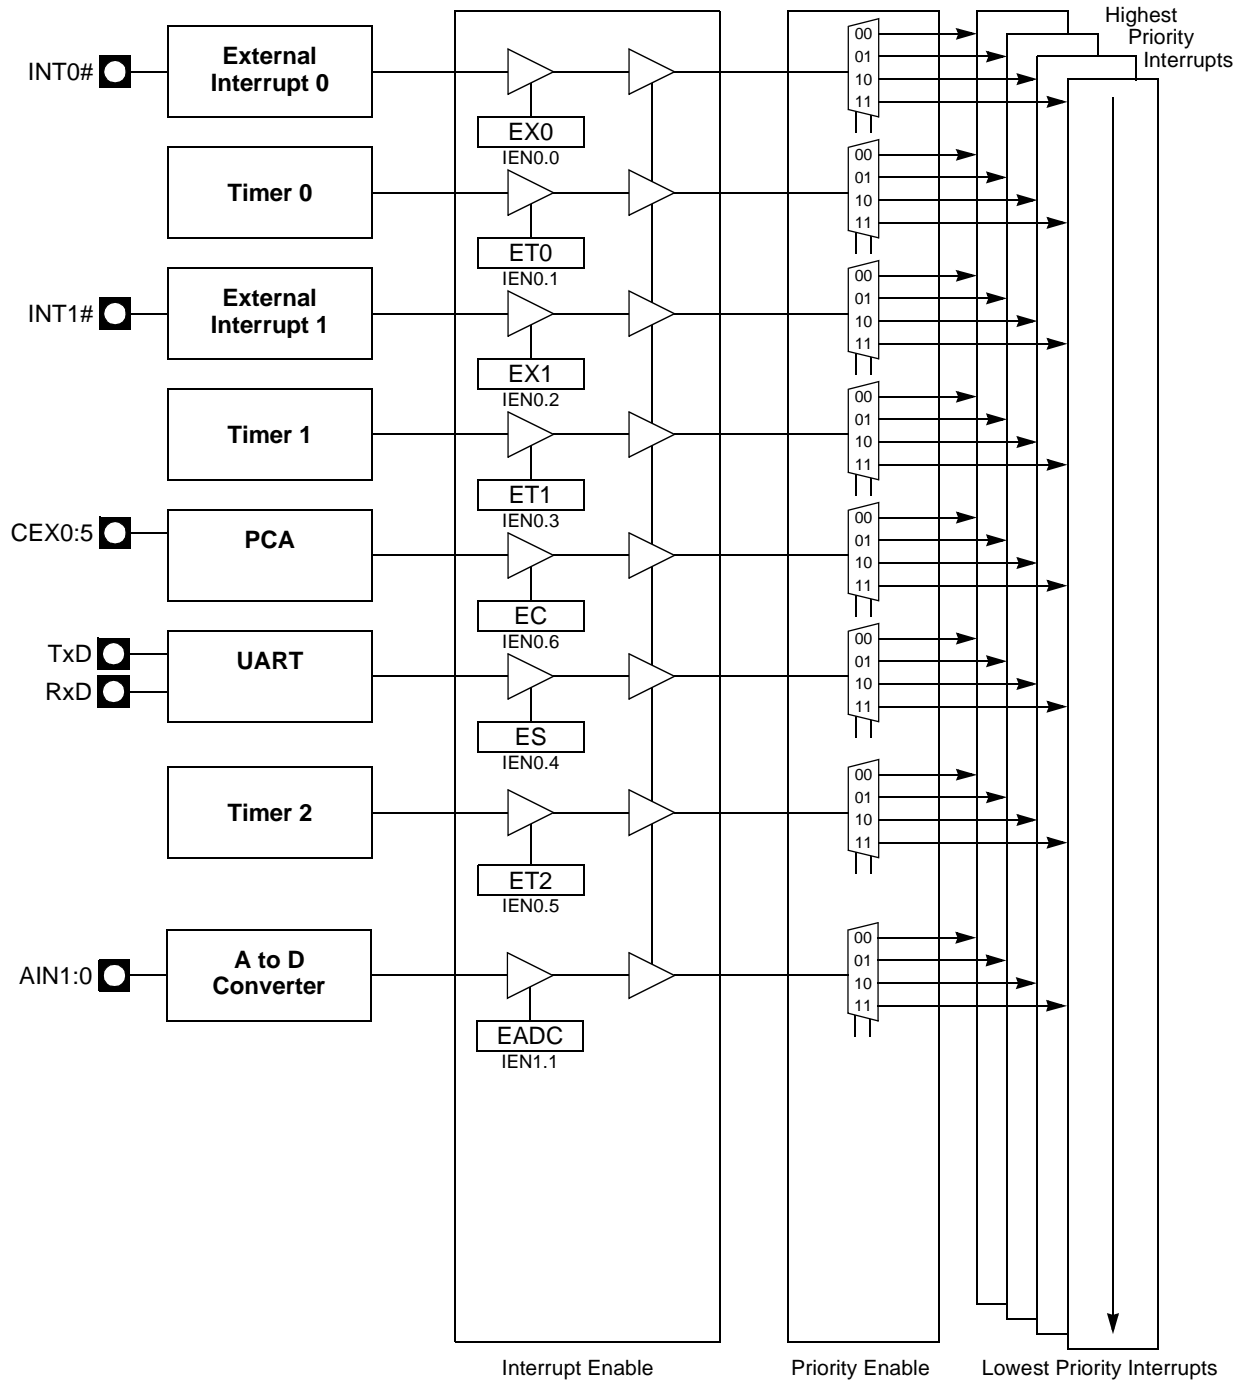 Highest
Priority
Interrupts
INT0#
External
Interrupt 0
EX0
IEN0.0
00
01
10
11
Timer 0
ET0
IEN0.1
00
01
10
11
INT1#
External
Interrupt 1
EX1
IEN0.2
00
01
10
11
Timer 1
ET1
IEN0.3
00
01
10
11
CEX0:5
PCA
EC
IEN0.6
00
01
10
11
TxD
RxD
UART
ES
IEN0.4
00
01
10
11
Timer 2
ET2
IEN0.5
00
01
10
11
AIN1:0
A to D
Converter
EADC
IEN1.1
00
01
10
11
Interrupt Enable
Priority Enable
Lowest Priority Interrupts